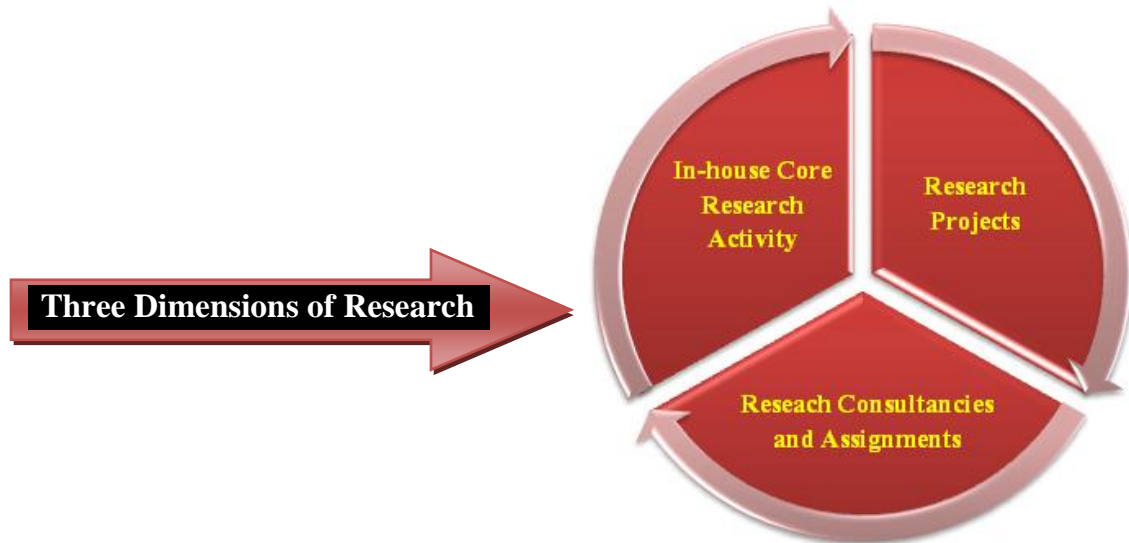 Three Dimensions of Research
In-house Core
Research
Activity
Research
Projects
Reseach Consultancies
and Assignments